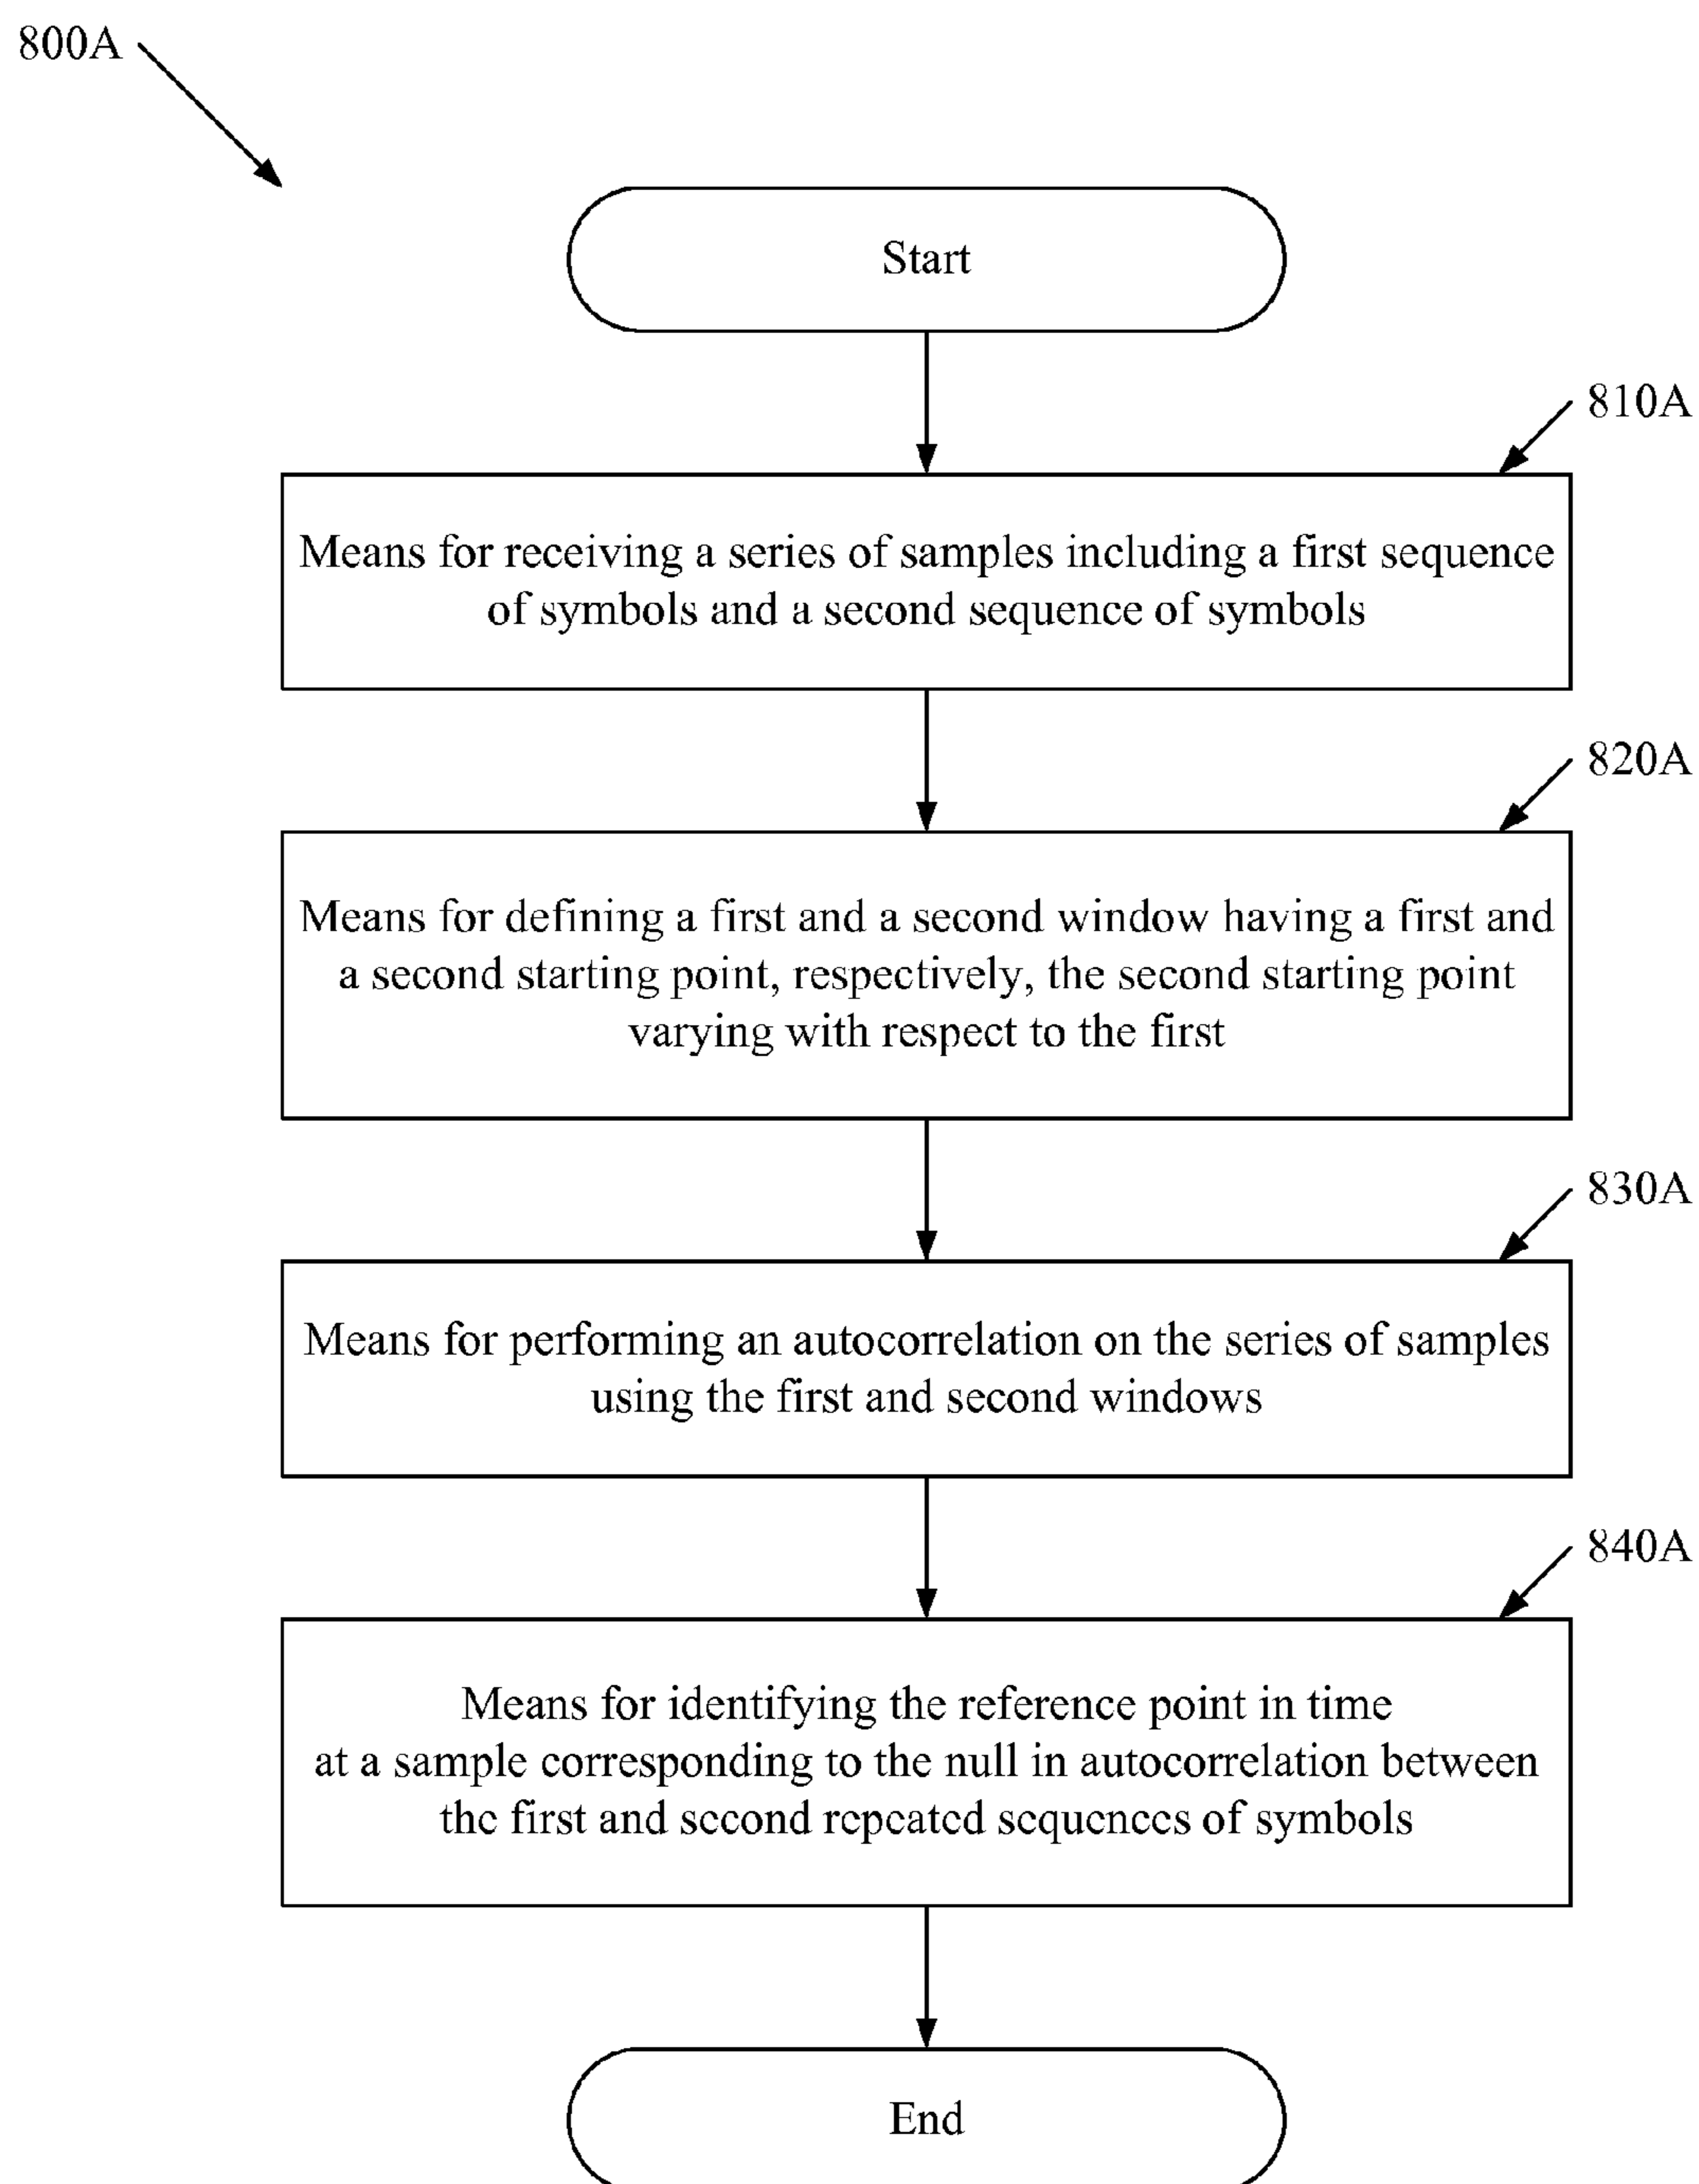 800A
Start
810A
Means for receiving a series of samples including a first sequence
of symbols and a second sequence of symbols
820A
Means for defining a first and a second window having a first and
a second starting point, respectively, the second starting point
varying with respect to the first
830A
Means for performing an autocorrelation on the series of samples
using the first and second windows
840A
Means for identifying the reference point in time
at a sample corresponding to the null in autocorrelation between
the first and second repeated sequences of symbols
End